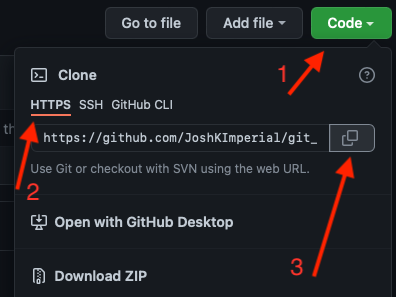 Go to file Add file Code
1
Clone
HTTPS SSH GitHub CLI
th
https://github.com/JoshKImperial/git_
Use Git or checkout with SVN using the web URL.
2
3
Open with GitHub Desktop
Download ZIP